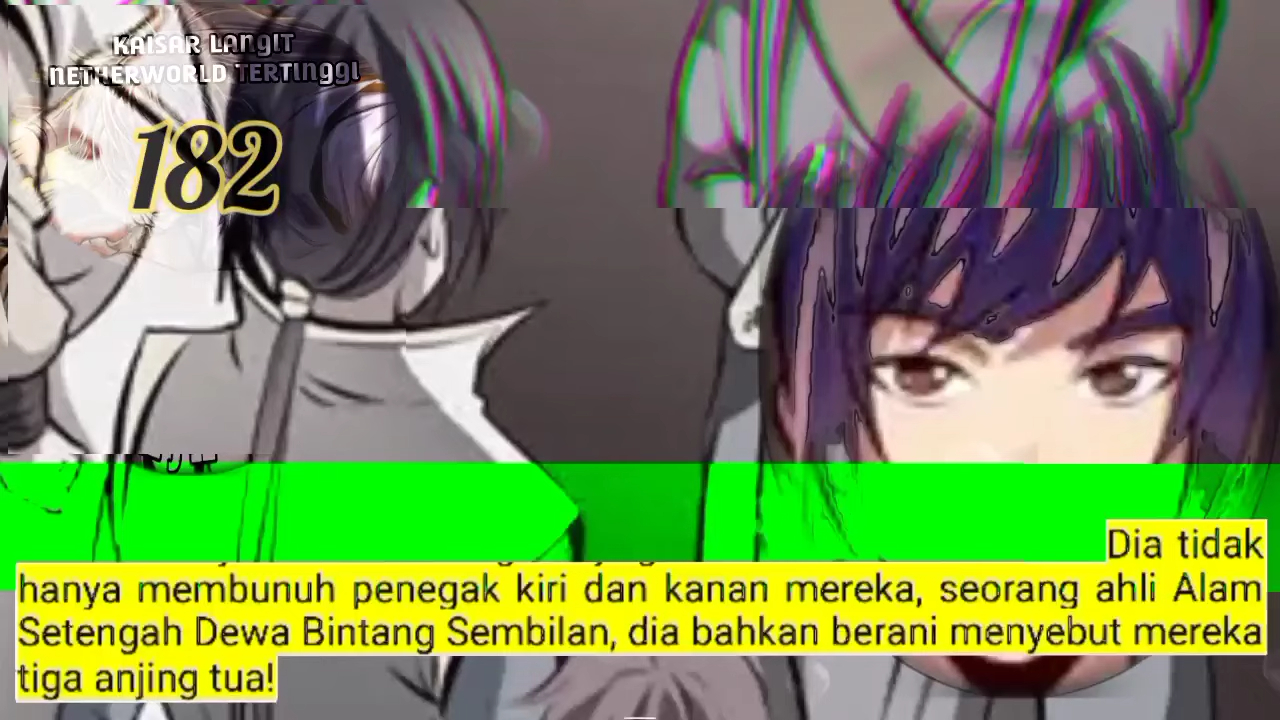 KAISAR LANGIT
NETHERWORLD TERTINGGI
182
Dia tidak
hanya membunuh penegak kiri dan kanan mereka, seorang ahli Alam
Setengah Dewa Bintang Sembilan, dia bahkan berani menyebut mereka
tiga anjing tua!